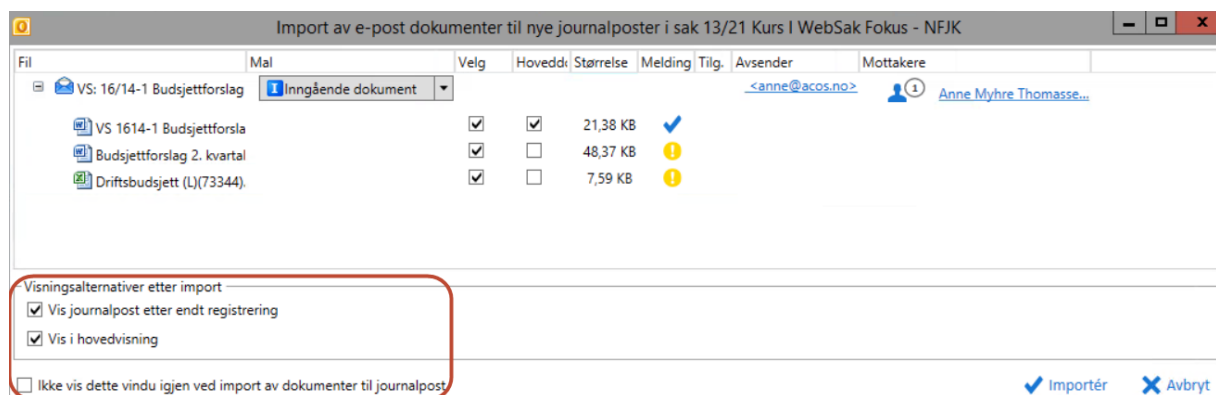 Import av e-post dokumenter til nye journalposter i sak 13/21 Kurs I WebSak Fokus - NFJK
Fil Mal Velg Hoveddo Størrelse Melding Tilg. Avsender Mottakere
VS: 16/14-1 Budsjettforslag Inngående dokument <anne@acos.no> 1 Anne Myhre Thomasse...
VS 1614-1 Budsjettforsla 21,38 KB
Budsjettforslag 2. kvartal 48,37 KB
Driftsbudsjett (L)(73344). 7,59 KB
Visningsalternativer etter import
Vis journalpost etter endt registrering
Vis i hovedvisning
Ikke vis dette vindu igjen ved import av dokumenter til journalpost
Importér Avbryt